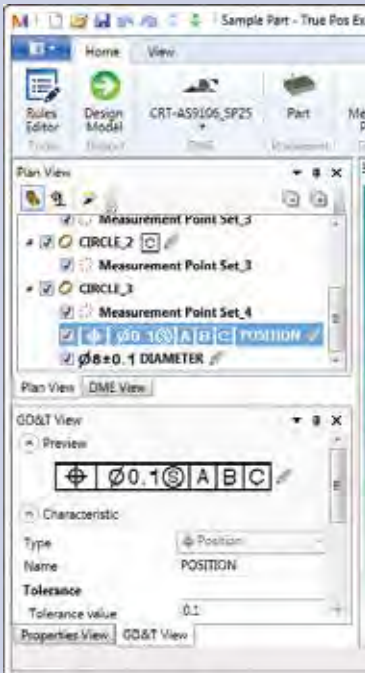 Sample Part - True Pos Ex
Home View
Rules Editor
Design Model
CRT-AS9106_SP25
Part
Me
Plan View
Measurement Point Set_3
CIRCLE_2 C
Measurement Point Set_3
CIRCLE_3
Measurement Point Set_4
⌖ Ø0.1Ⓢ A B C POSITION
Ø8±0.1 DIAMETER
Plan View DME View
GD&T View
Preview
⌖ Ø0.1Ⓢ A B C
Characteristic
Type ⌖ Position
Name POSITION
Tolerance
Tolerance value 0.1
Properties View GD&T View